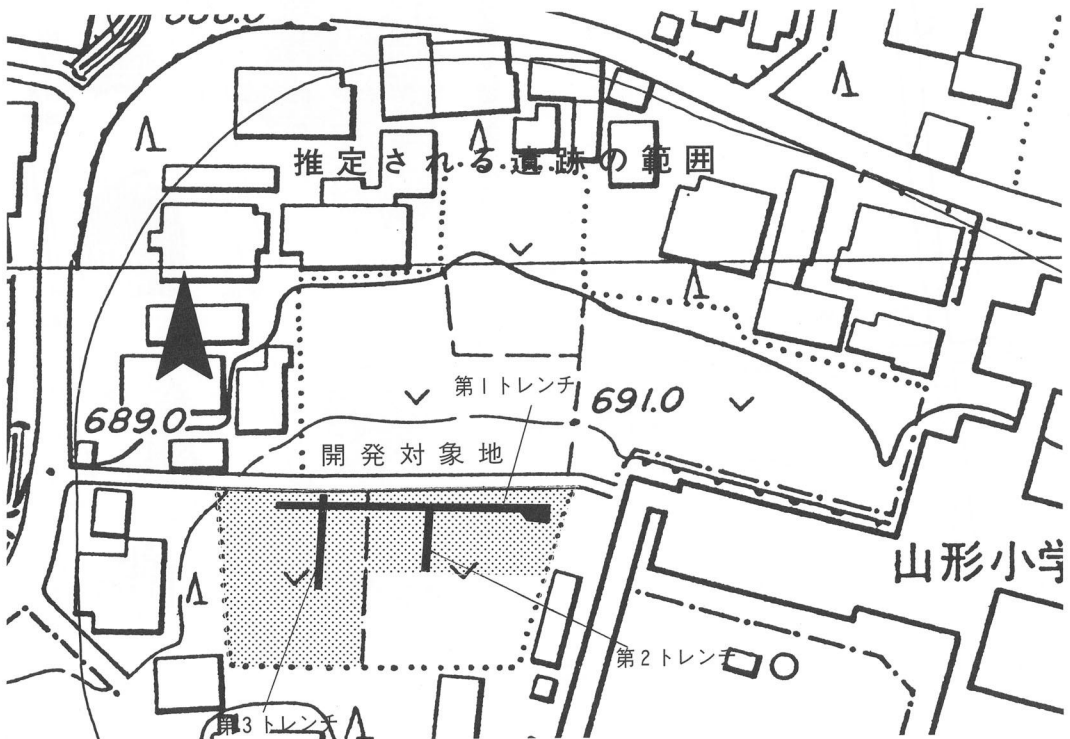 推定される遺跡の範囲
第1トレンチ
689.0
691.0
開発対象地
山形小学
第2トレンチ
第3トレンチ